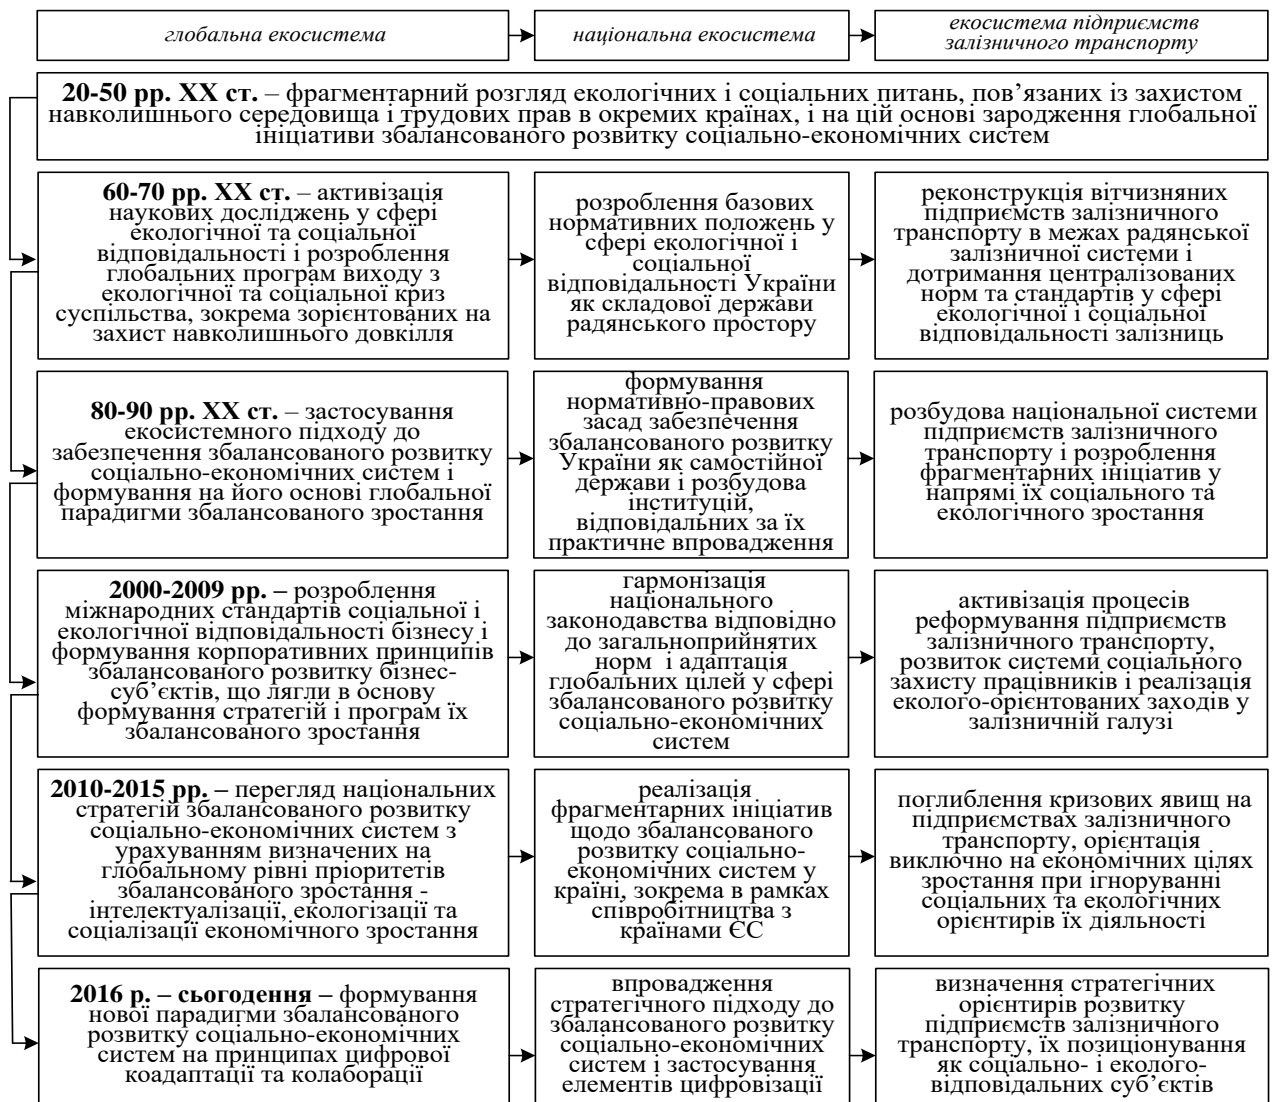 глобальна екосистема
національна екосистема
екосистема підприємств
залізничного транспорту
20-50 рр. ХХ ст. – фрагментарний розгляд екологічних і соціальних питань, пов’язаних із захистом
навколишнього середовища і трудових прав в окремих країнах, і на цій основі зародження глобальної
ініціативи збалансованого розвитку соціально-економічних систем
60-70 рр. ХХ ст. – активізація
наукових досліджень у сфері
екологічної та соціальної
відповідальності і розроблення
глобальних програм виходу з
екологічної та соціальної криз
суспільства, зокрема зорієнтованих на
захист навколишнього довкілля
розроблення базових
нормативних положень у
сфері екологічної і
соціальної
відповідальності України
як складової держави
радянського простору
реконструкція вітчизняних
підприємств залізничного
транспорту в межах радянської
залізничної системи і
дотримання централізованих
норм та стандартів у сфері
екологічної і соціальної
відповідальності залізниць
80-90 рр. ХХ ст. – застосування
екосистемного підходу до
забезпечення збалансованого розвитку
соціально-економічних систем і
формування на його основі глобальної
парадигми збалансованого зростання
формування
нормативно-правових
засад забезпечення
збалансованого розвитку
України як самостійної
держави і розбудова
інституцій,
відповідальних за їх
практичне впровадження
розбудова національної системи
підприємств залізничного
транспорту і розроблення
фрагментарних ініціатив у
напрямі їх соціального та
екологічного зростання
2000-2009 рр. – розроблення
міжнародних стандартів соціальної і
екологічної відповідальності бізнесу і
формування корпоративних принципів
збалансованого розвитку бізнес-
суб’єктів, що лягли в основу
формування стратегій і програм їх
збалансованого зростання
гармонізація
національного
законодавства відповідно
до загальноприйнятих
норм і адаптація
глобальних цілей у сфері
збалансованого розвитку
соціально-економічних
систем
активізація процесів
реформування підприємств
залізничного транспорту,
розвиток системи соціального
захисту працівників і реалізація
еколого-орієнтованих заходів у
залізничній галузі
2010-2015 рр. – перегляд національних
стратегій збалансованого розвитку
соціально-економічних систем з
урахуванням визначених на
глобальному рівні пріоритетів
збалансованого зростання -
інтелектуалізації, екологізації та
соціалізації економічного зростання
реалізація
фрагментарних ініціатив
щодо збалансованого
розвитку соціально-
економічних систем у
країні, зокрема в рамках
співробітництва з
країнами ЄС
поглиблення кризових явищ на
підприємствах залізничного
транспорту, орієнтація
виключно на економічних цілях
зростання при ігноруванні
соціальних та екологічних
орієнтирів їх діяльності
2016 р. – сьогодення – формування
нової парадигми збалансованого
розвитку соціально-економічних
систем на принципах цифрової
коадаптації та колаборації
впровадження
стратегічного підходу до
збалансованого розвитку
соціально-економічних
систем і застосування
елементів цифровізації
визначення стратегічних
орієнтирів розвитку
підприємств залізничного
транспорту, їх позиціонування
як соціально- і еколого-
відповідальних суб’єктів